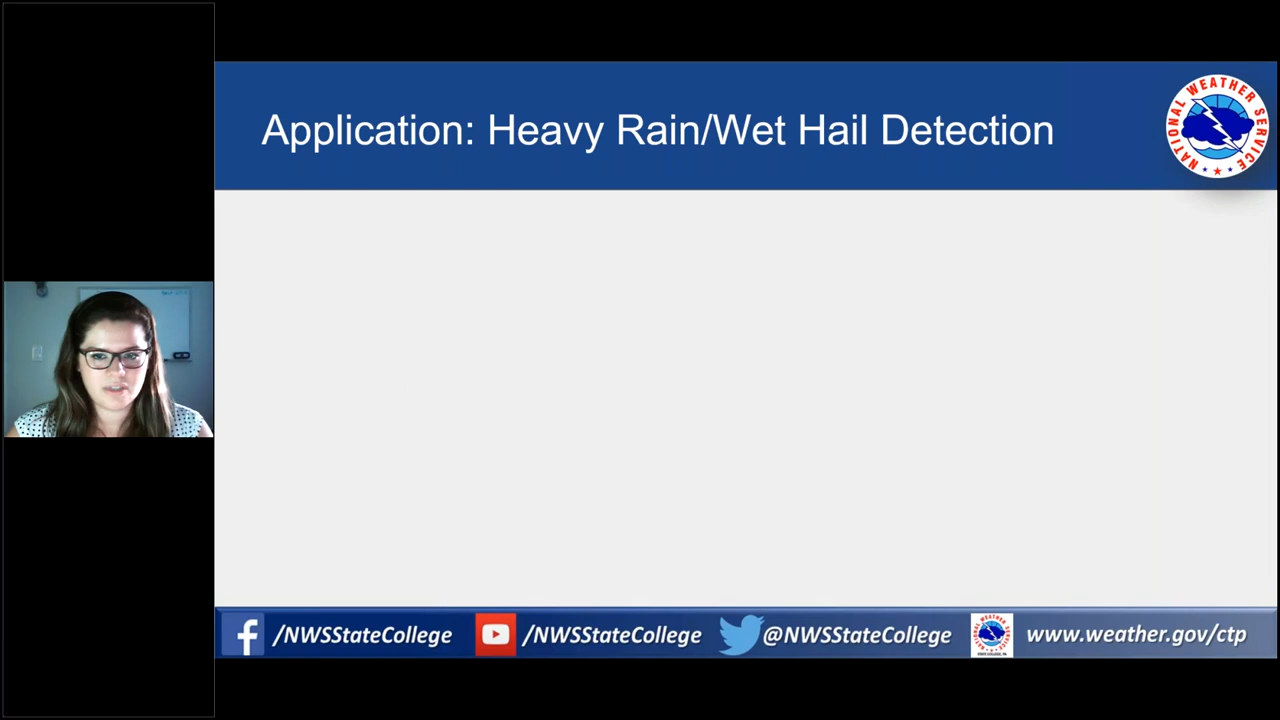 Application: Heavy Rain/Wet Hail Detection
NATIONAL WEATHER SERVICE
/NWSStateCollege
/NWSStateCollege
@NWSStateCollege
www.weather.gov/ctp